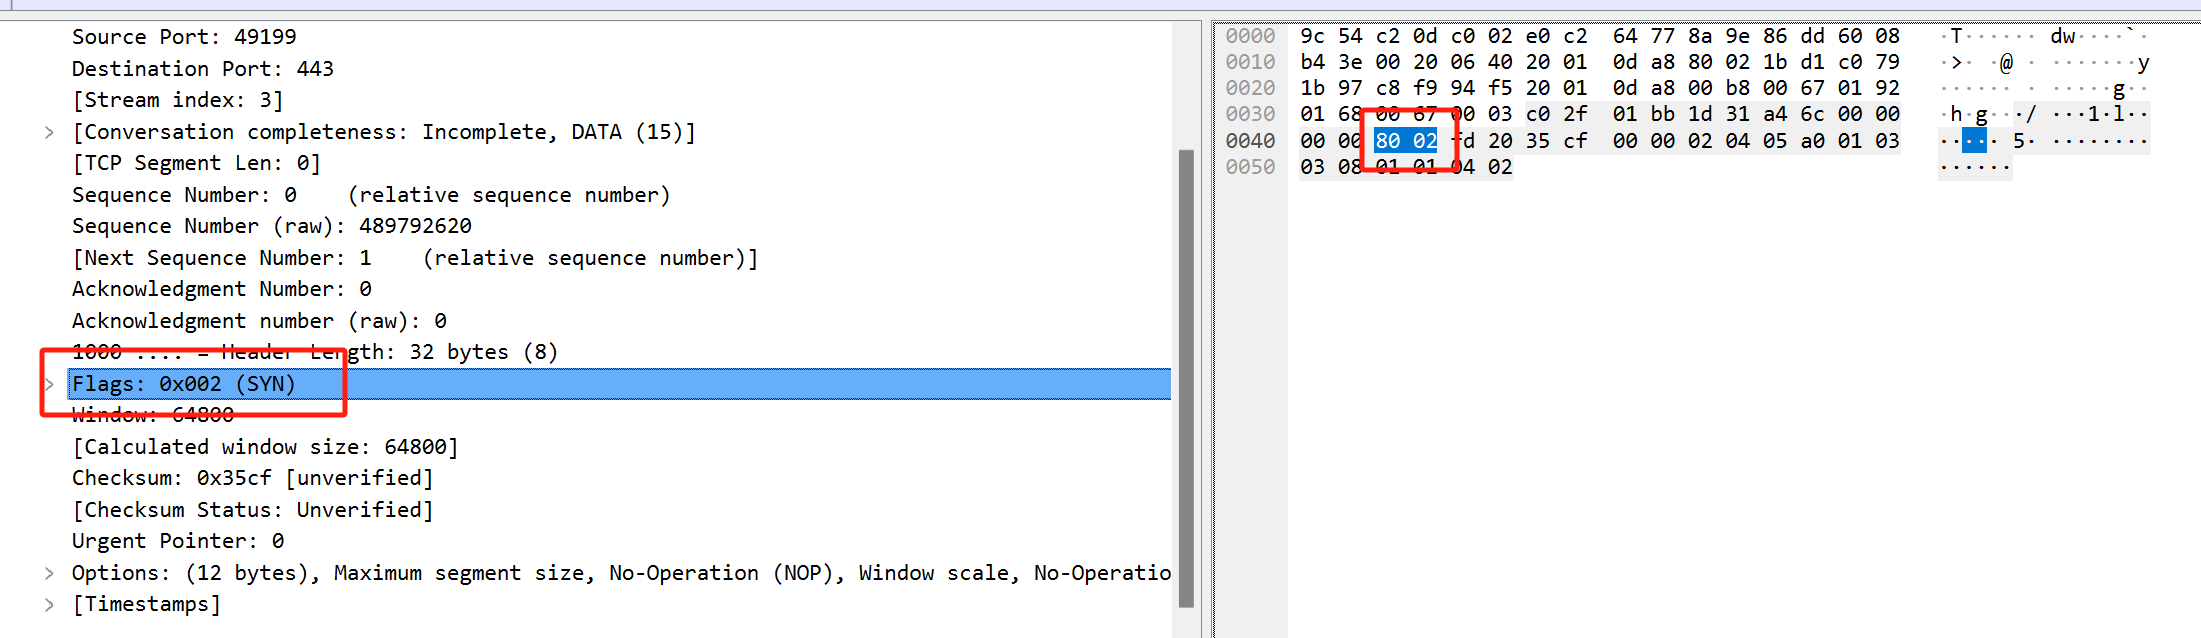 Source Port: 49199
Destination Port: 443
[Stream index: 3]
[Conversation completeness: Incomplete, DATA (15)]
[TCP Segment Len: 0]
Sequence Number: 0    (relative sequence number)
Sequence Number (raw): 489792620
[Next Sequence Number: 1    (relative sequence number)]
Acknowledgment Number: 0
Acknowledgment number (raw): 0
1000 .... = Header Length: 32 bytes (8)
Flags: 0x002 (SYN)
Window: 64800
[Calculated window size: 64800]
Checksum: 0x35cf [unverified]
[Checksum Status: Unverified]
Urgent Pointer: 0
Options: (12 bytes), Maximum segment size, No-Operation (NOP), Window scale, No-Operatio
[Timestamps]
0000 9c 54 c2 0d c0 02 e0 c2 64 77 8a 9e 86 dd 60 08 ·T······ dw····`·
0010 b4 3e 00 20 06 40 20 01 0d a8 80 02 1b d1 c0 79 ·>· ·@ · ·······y
0020 1b 97 c8 f9 94 f5 20 01 0d a8 00 b8 00 67 01 92 ······ · ·····g··
0030 01 68 00 67 00 03 c0 2f 01 bb 1d 31 a4 6c 00 00 ·h·g···/ ···1·l··
0040 00 00 80 02 fd 20 35 cf 00 00 02 04 05 a0 01 03 ····· 5· ········
0050 03 08 01 01 04 02 ······